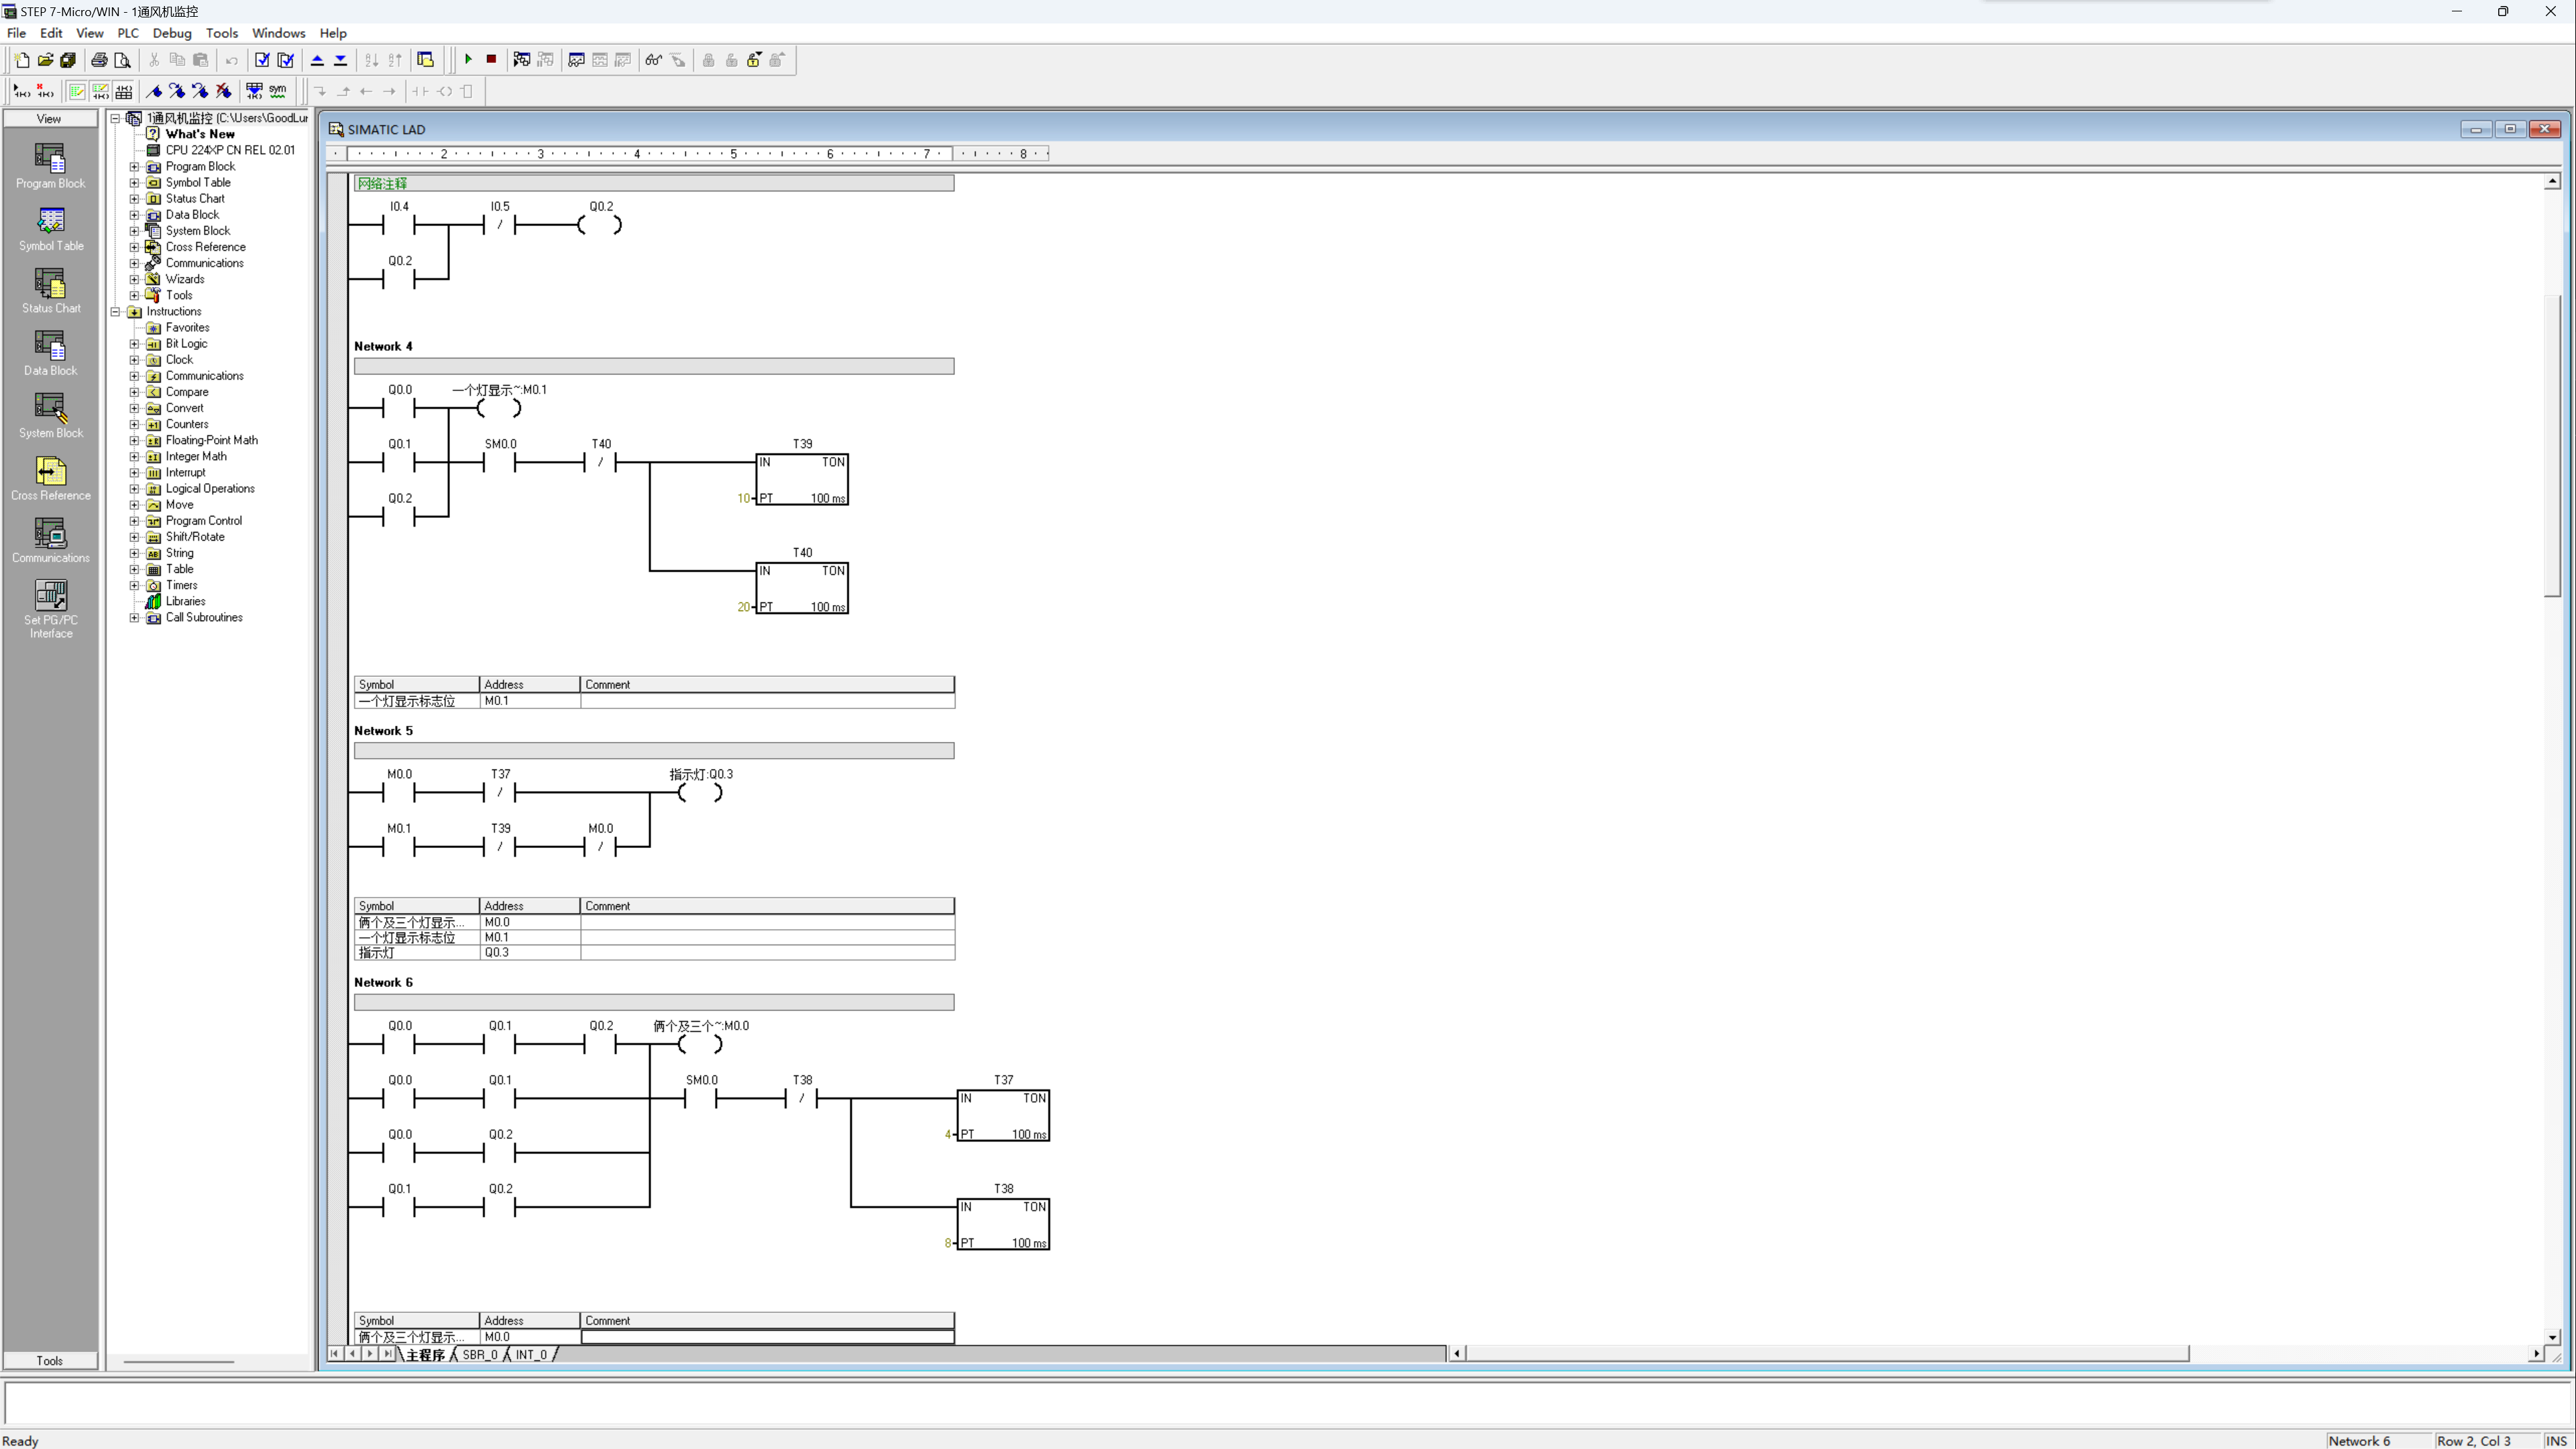 STEP 7-Micro/WIN - 1通风机监控
File Edit View PLC Debug Tools Windows Help
View
Program Block
Symbol Table
Status Chart
Data Block
System Block
Cross Reference
Communications
Set PG/PC
Interface
Tools
1通风机监控 (C:\Users\GoodLu
What's New
CPU 224XP CN REL 02.01
Program Block
Symbol Table
Status Chart
Data Block
System Block
Cross Reference
Communications
Wizards
Tools
Instructions
Favorites
Bit Logic
Clock
Communications
Compare
Convert
Counters
Floating-Point Math
Integer Math
Interrupt
Logical Operations
Move
Program Control
Shift/Rotate
String
Table
Timers
Libraries
Call Subroutines
SIMATIC LAD
2 3 4 5 6 7 8
网络注释
I0.4 I0.5 Q0.2
Q0.2
Network 4
Q0.0 一个灯显示~:M0.1
Q0.1 SM0.0 T40 T39
IN TON
Q0.2
10 PT 100 ms
T40
IN TON
20 PT 100 ms
Symbol Address Comment
一个灯显示标志位 M0.1
Network 5
M0.0 T37 指示灯:Q0.3
M0.1 T39 M0.0
Symbol Address Comment
俩个及三个灯显示... M0.0
一个灯显示标志位 M0.1
指示灯 Q0.3
Network 6
Q0.0 Q0.1 Q0.2 俩个及三个~:M0.0
Q0.0 Q0.1 SM0.0 T38 T37
IN TON
Q0.0 Q0.2
4 PT 100 ms
Q0.1 Q0.2 T38
IN TON
8 PT 100 ms
Symbol Address Comment
俩个及三个灯显示... M0.0
主程序 SBR_0 INT_0
Ready
Network 6 Row 2, Col 3 INS